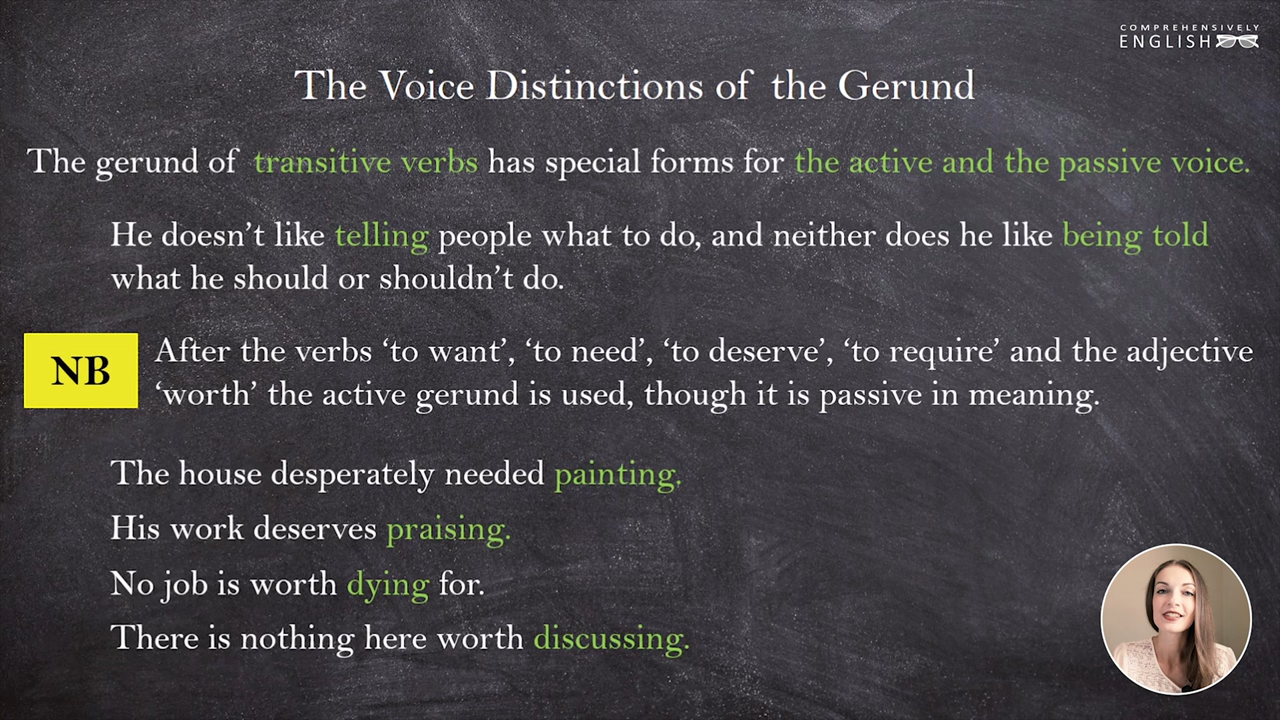 COMPREHENSIVELY
ENGLISH
The Voice Distinctions of the Gerund
The gerund of transitive verbs has special forms for the active and the passive voice.
He doesn’t like telling people what to do, and neither does he like being told
what he should or shouldn’t do.
NB
After the verbs ‘to want’, ‘to need’, ‘to deserve’, ‘to require’ and the adjective
‘worth’ the active gerund is used, though it is passive in meaning.
The house desperately needed painting.
His work deserves praising.
No job is worth dying for.
There is nothing here worth discussing.